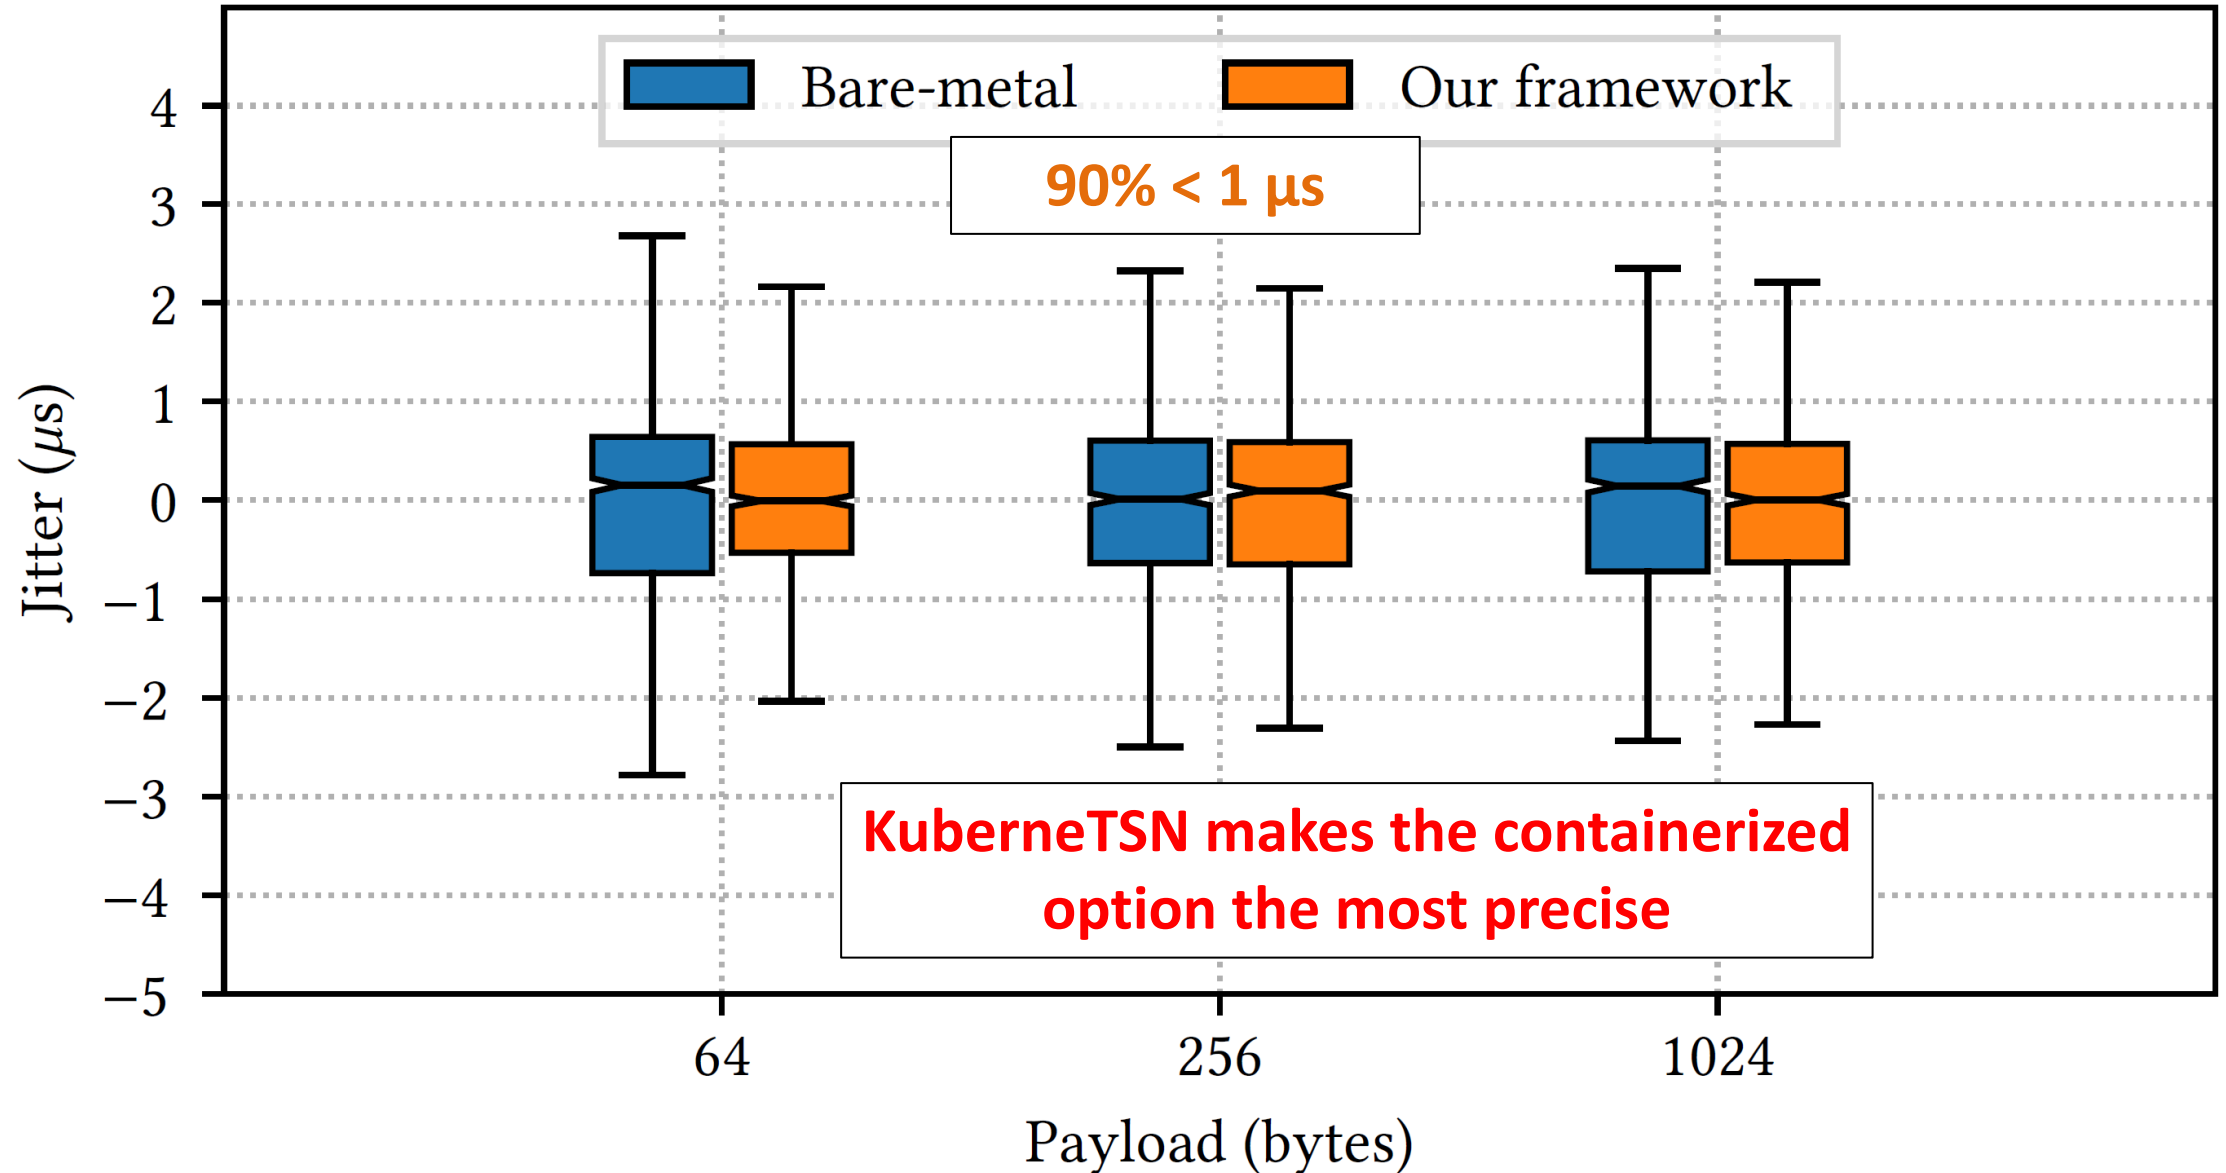 Bare-metal
Our framework
90% < 1 µs
4
3
2
1
0
−1
−2
−3
−4
−5
Jitter (µs)
KuberneTSN makes the containerized
option the most precise
64
256
1024
Payload (bytes)